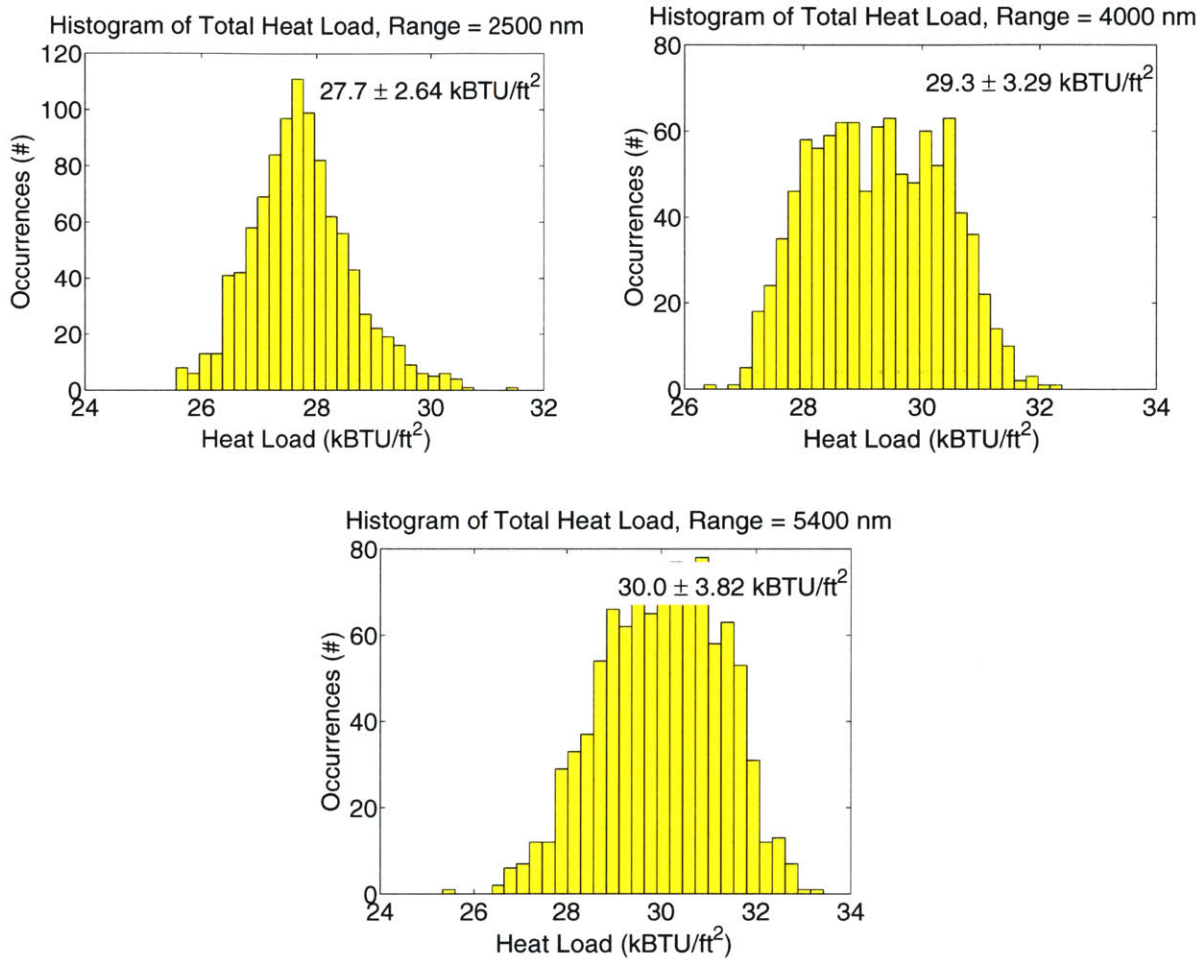 Histogram of Total Heat Load, Range = 2500 nm
27.7 ± 2.64 kBTU/ft²
Occurrences (#)
120
100
80
60
40
20
0
24 26 28 30 32
Heat Load (kBTU/ft²)
Histogram of Total Heat Load, Range = 4000 nm
29.3 ± 3.29 kBTU/ft²
Occurrences (#)
80
60
40
20
0
26 28 30 32 34
Heat Load (kBTU/ft²)
Histogram of Total Heat Load, Range = 5400 nm
30.0 ± 3.82 kBTU/ft²
Occurrences (#)
80
60
40
20
0
24 26 28 30 32 34
Heat Load (kBTU/ft²)